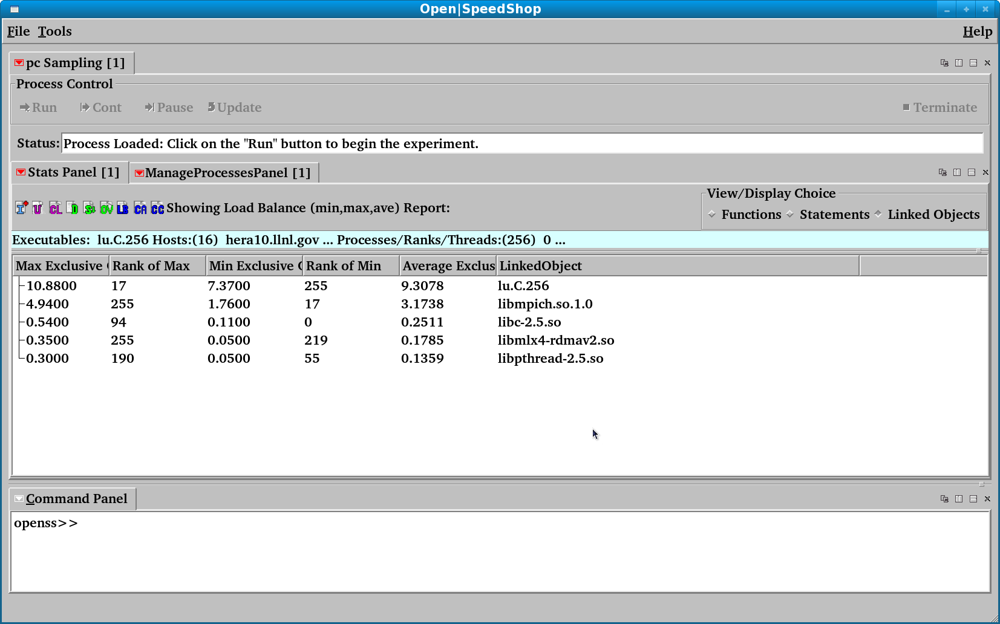 Open|SpeedShop
File Tools Help
pc Sampling [1]
Process Control
Run Cont Pause Update Terminate
Status: Process Loaded: Click on the "Run" button to begin the experiment.
Stats Panel [1] ManageProcessesPanel [1]
View/Display Choice
I U CL D S↓ OV LB CA CC Showing Load Balance (min,max,ave) Report:
Functions Statements Linked Objects
Executables: lu.C.256 Hosts:(16) hera10.llnl.gov ... Processes/Ranks/Threads:(256) 0 ...
Max Exclusive Rank of Max Min Exclusive Rank of Min Average Exclus LinkedObject
10.8800 17 7.3700 255 9.3078 lu.C.256
4.9400 255 1.7600 17 3.1738 libmpich.so.1.0
0.5400 94 0.1100 0 0.2511 libc-2.5.so
0.3500 255 0.0500 219 0.1785 libmlx4-rdmav2.so
0.3000 190 0.0500 55 0.1359 libpthread-2.5.so
Command Panel
openss>>